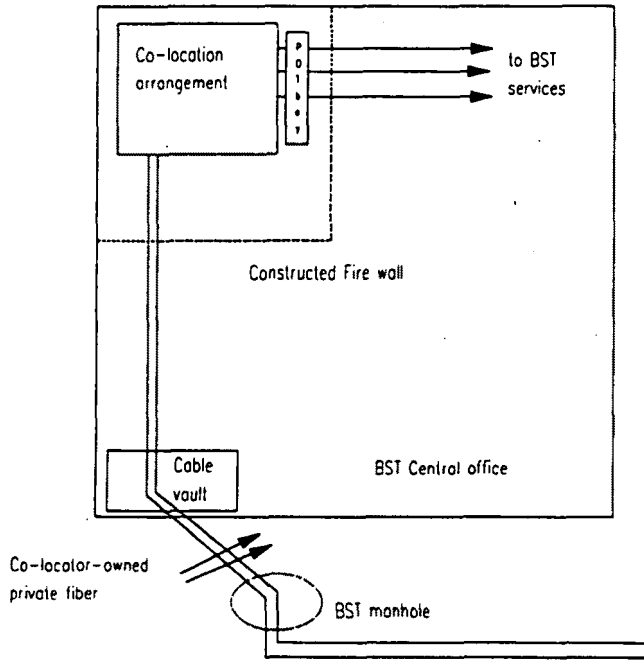 Co-location
arrangement
POTbay
to BST
services
Constructed Fire wall
Cable
vault
BST Central office
Co-locator-owned
private fiber
BST manhole